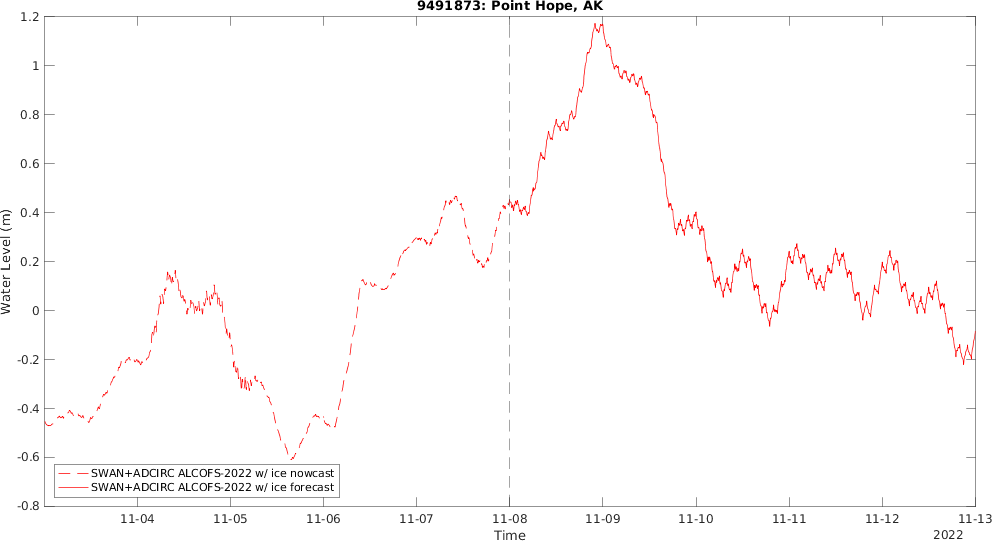 9491873: Point Hope, AK
1.2
1
0.8
0.6
0.4
0.2
0
-0.2
-0.4
-0.6
-0.8
Water Level (m)
SWAN+ADCIRC ALCOFS-2022 w/ ice nowcast
SWAN+ADCIRC ALCOFS-2022 w/ ice forecast
11-04 11-05 11-06 11-07 11-08 11-09 11-10 11-11 11-12 11-13
Time
2022